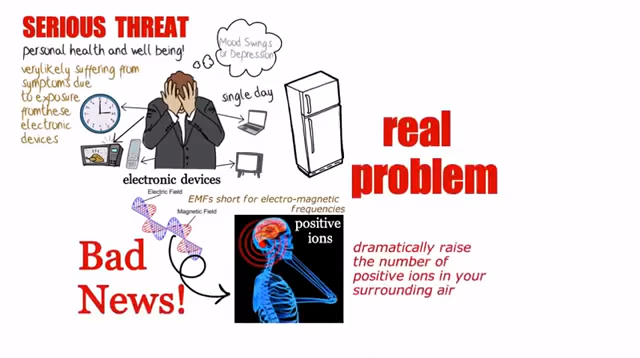 SERIOUS THREAT
personal health and well being!
verylikely suffering from
symptoms due
to exposure
fromthese
electronic
devices
Mood Swings
or Depression
single day
electronic devices
Electric Field
Magnetic Field
EMFs short for electro-magnetic
frequencies
Bad
News!
positive
ions
real
problem
dramatically raise
the number of
positive ions in your
surrounding air